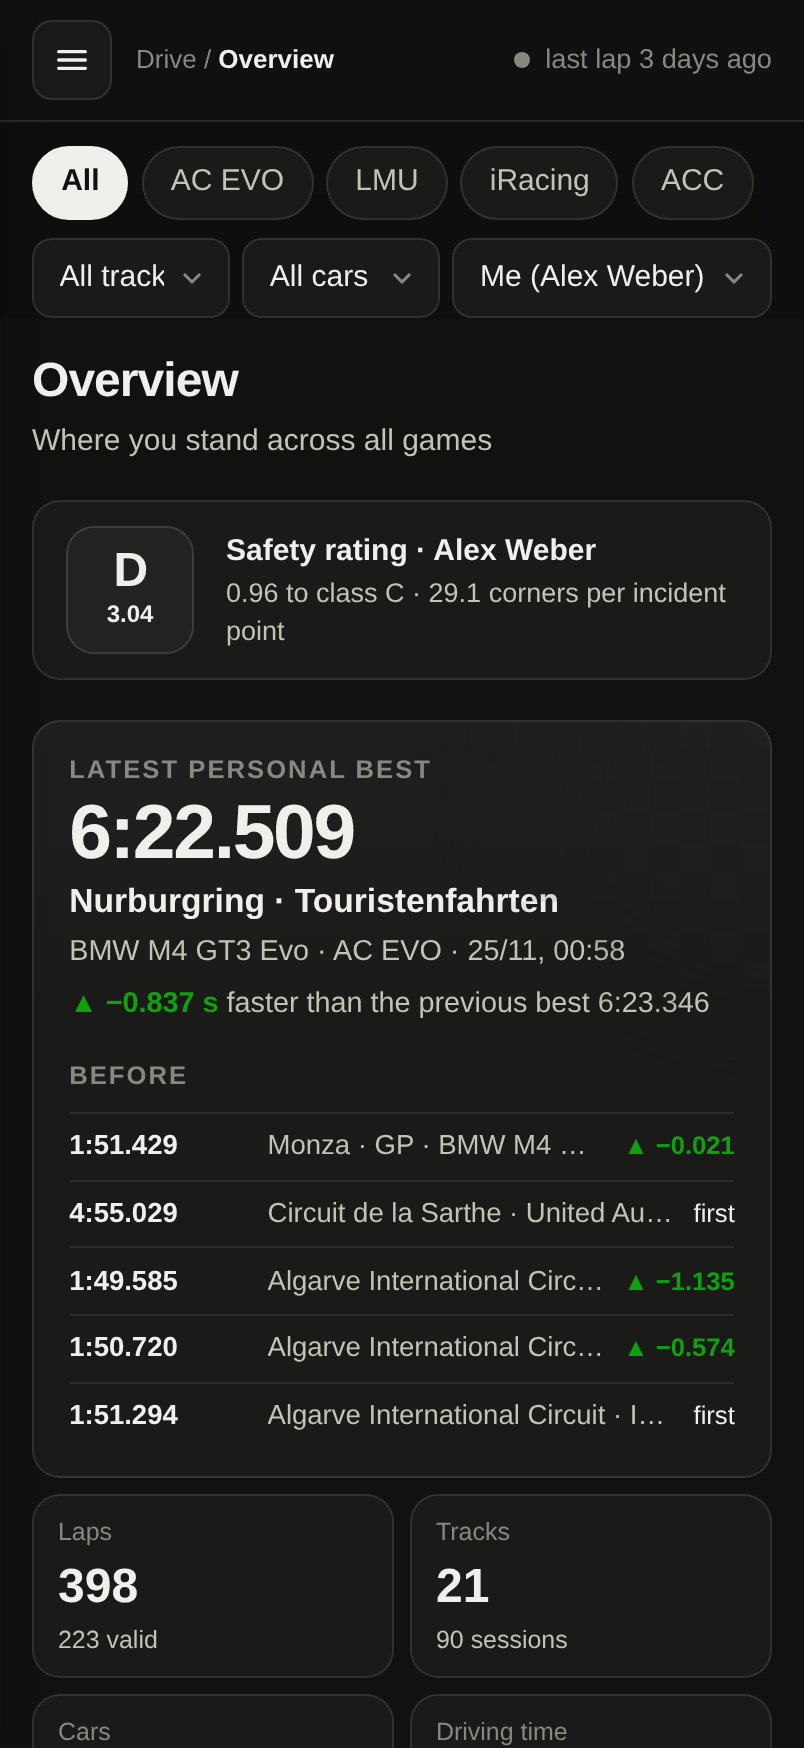 Drive / Overview
last lap 3 days ago
All
AC EVO
LMU
iRacing
ACC
All track
All cars
Me (Alex Weber)
Overview
Where you stand across all games
D
3.04
Safety rating · Alex Weber
0.96 to class C · 29.1 corners per incident
point
LATEST PERSONAL BEST
6:22.509
Nurburgring · Touristenfahrten
BMW M4 GT3 Evo · AC EVO · 25/11, 00:58
▲ −0.837 s faster than the previous best 6:23.346
BEFORE
1:51.429 Monza · GP · BMW M4 … ▲ −0.021
4:55.029 Circuit de la Sarthe · United Au… first
1:49.585 Algarve International Circ… ▲ −1.135
1:50.720 Algarve International Circ… ▲ −0.574
1:51.294 Algarve International Circuit · I… first
Laps
398
223 valid
Tracks
21
90 sessions
Cars
Driving time